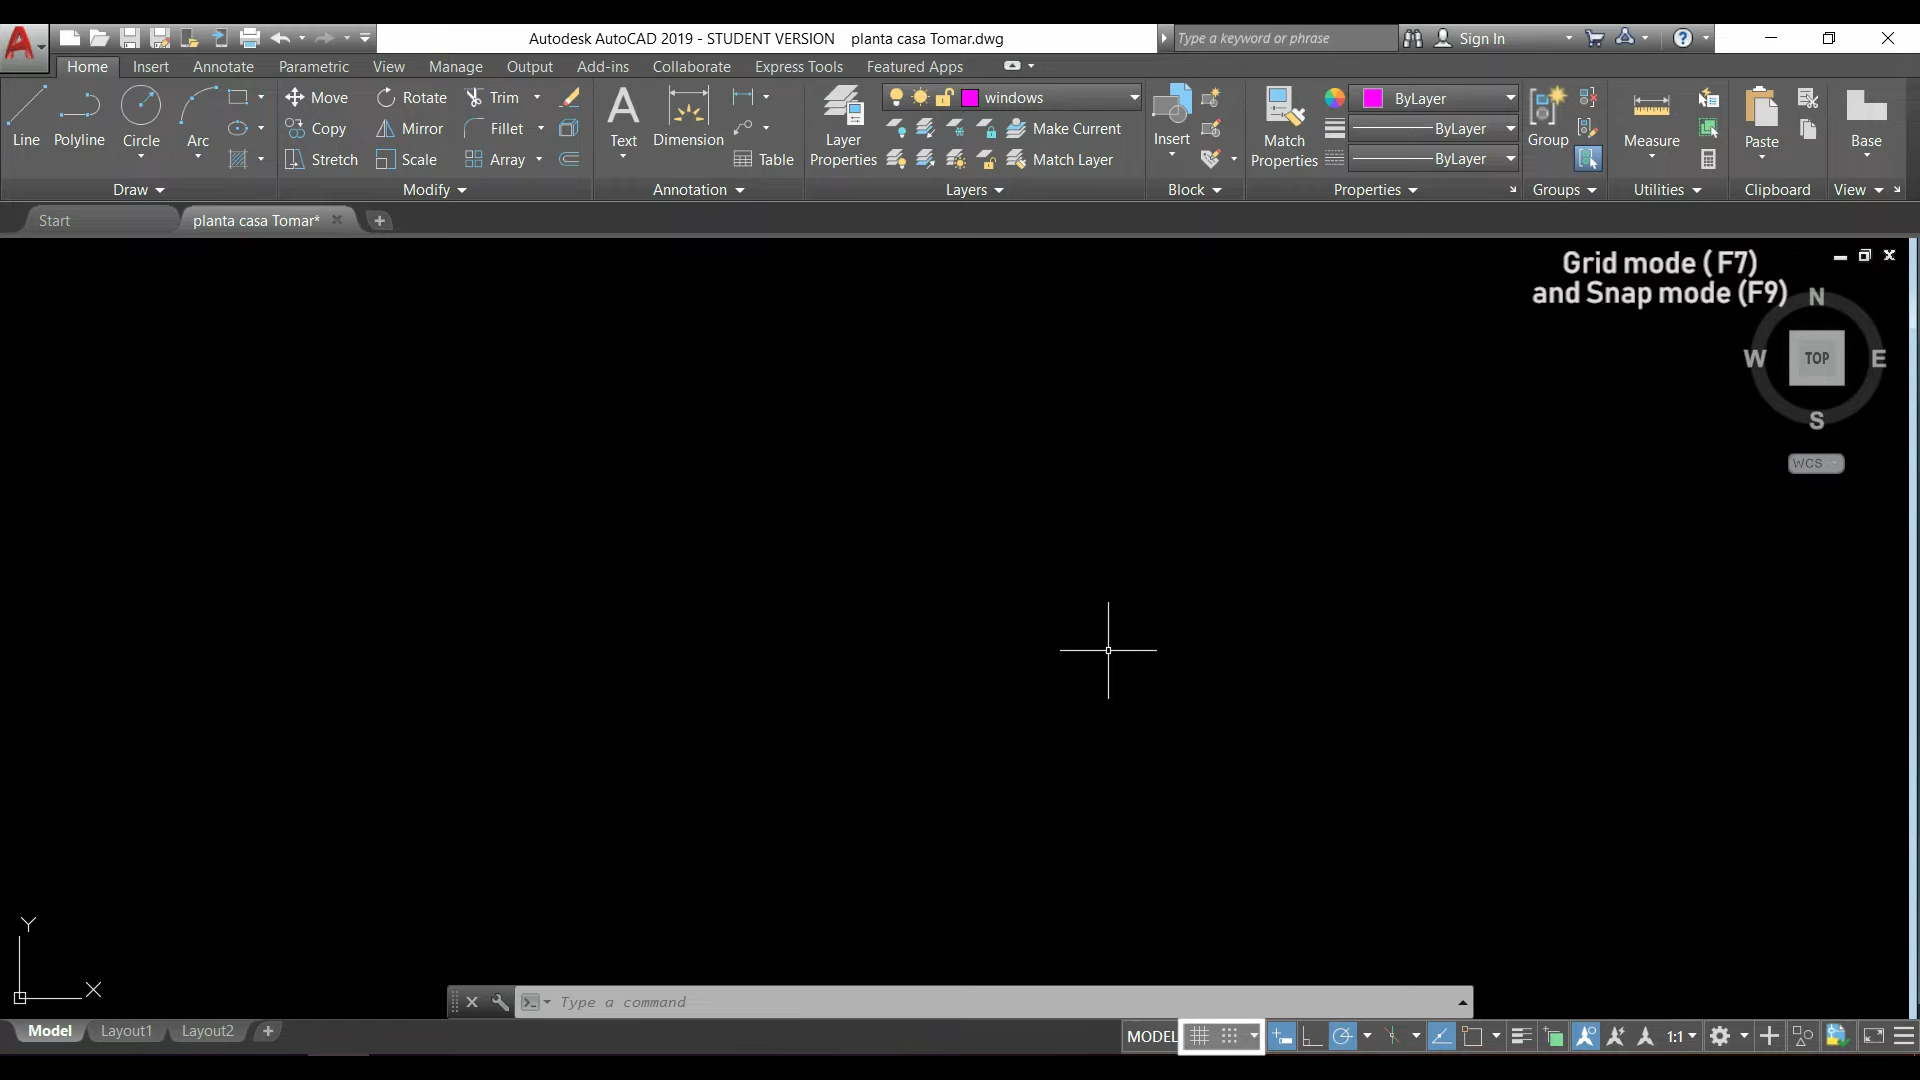 Autodesk AutoCAD 2019 - STUDENT VERSION planta casa Tomar.dwg
Type a keyword or phrase
Sign In
Home Insert Annotate Parametric View Manage Output Add-ins Collaborate Express Tools Featured Apps
Line Polyline Circle Arc
Move Rotate Trim
Copy Mirror Fillet
Stretch Scale Array
Text Dimension
Table
Layer Properties
windows
Make Current
Match Layer
Insert
Match Properties
ByLayer
ByLayer
ByLayer
Group
Measure
Paste
Base
Draw Modify Annotation Layers Block Properties Groups Utilities Clipboard View
Start planta casa Tomar*
Grid mode ( F7)
and Snap mode (F9)
N
W TOP E
S
WCS
Y
X
Type a command
Model Layout1 Layout2
MODEL 1:1